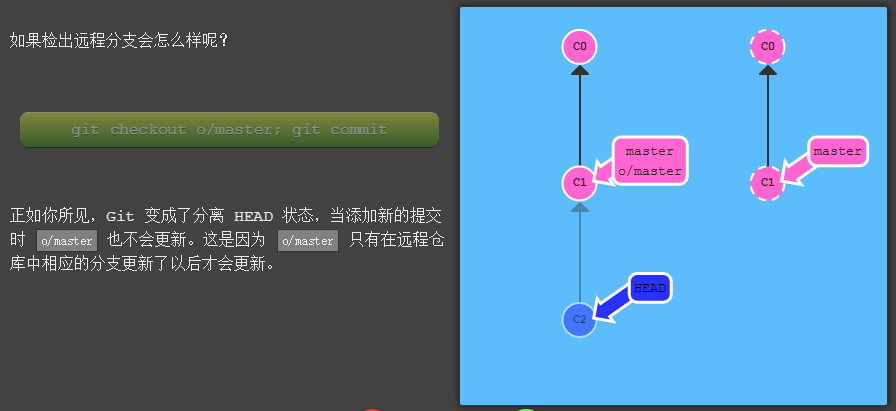 如果检出远程分支会怎么样呢?
git checkout o/master; git commit
正如你所见，Git 变成了分离 HEAD 状态，当添加新的提交
时 o/master 也不会更新。这是因为 o/master 只有在远程仓
库中相应的分支更新了以后才会更新。
C0
C1
master
o/master
C2
HEAD
C0
C1
master